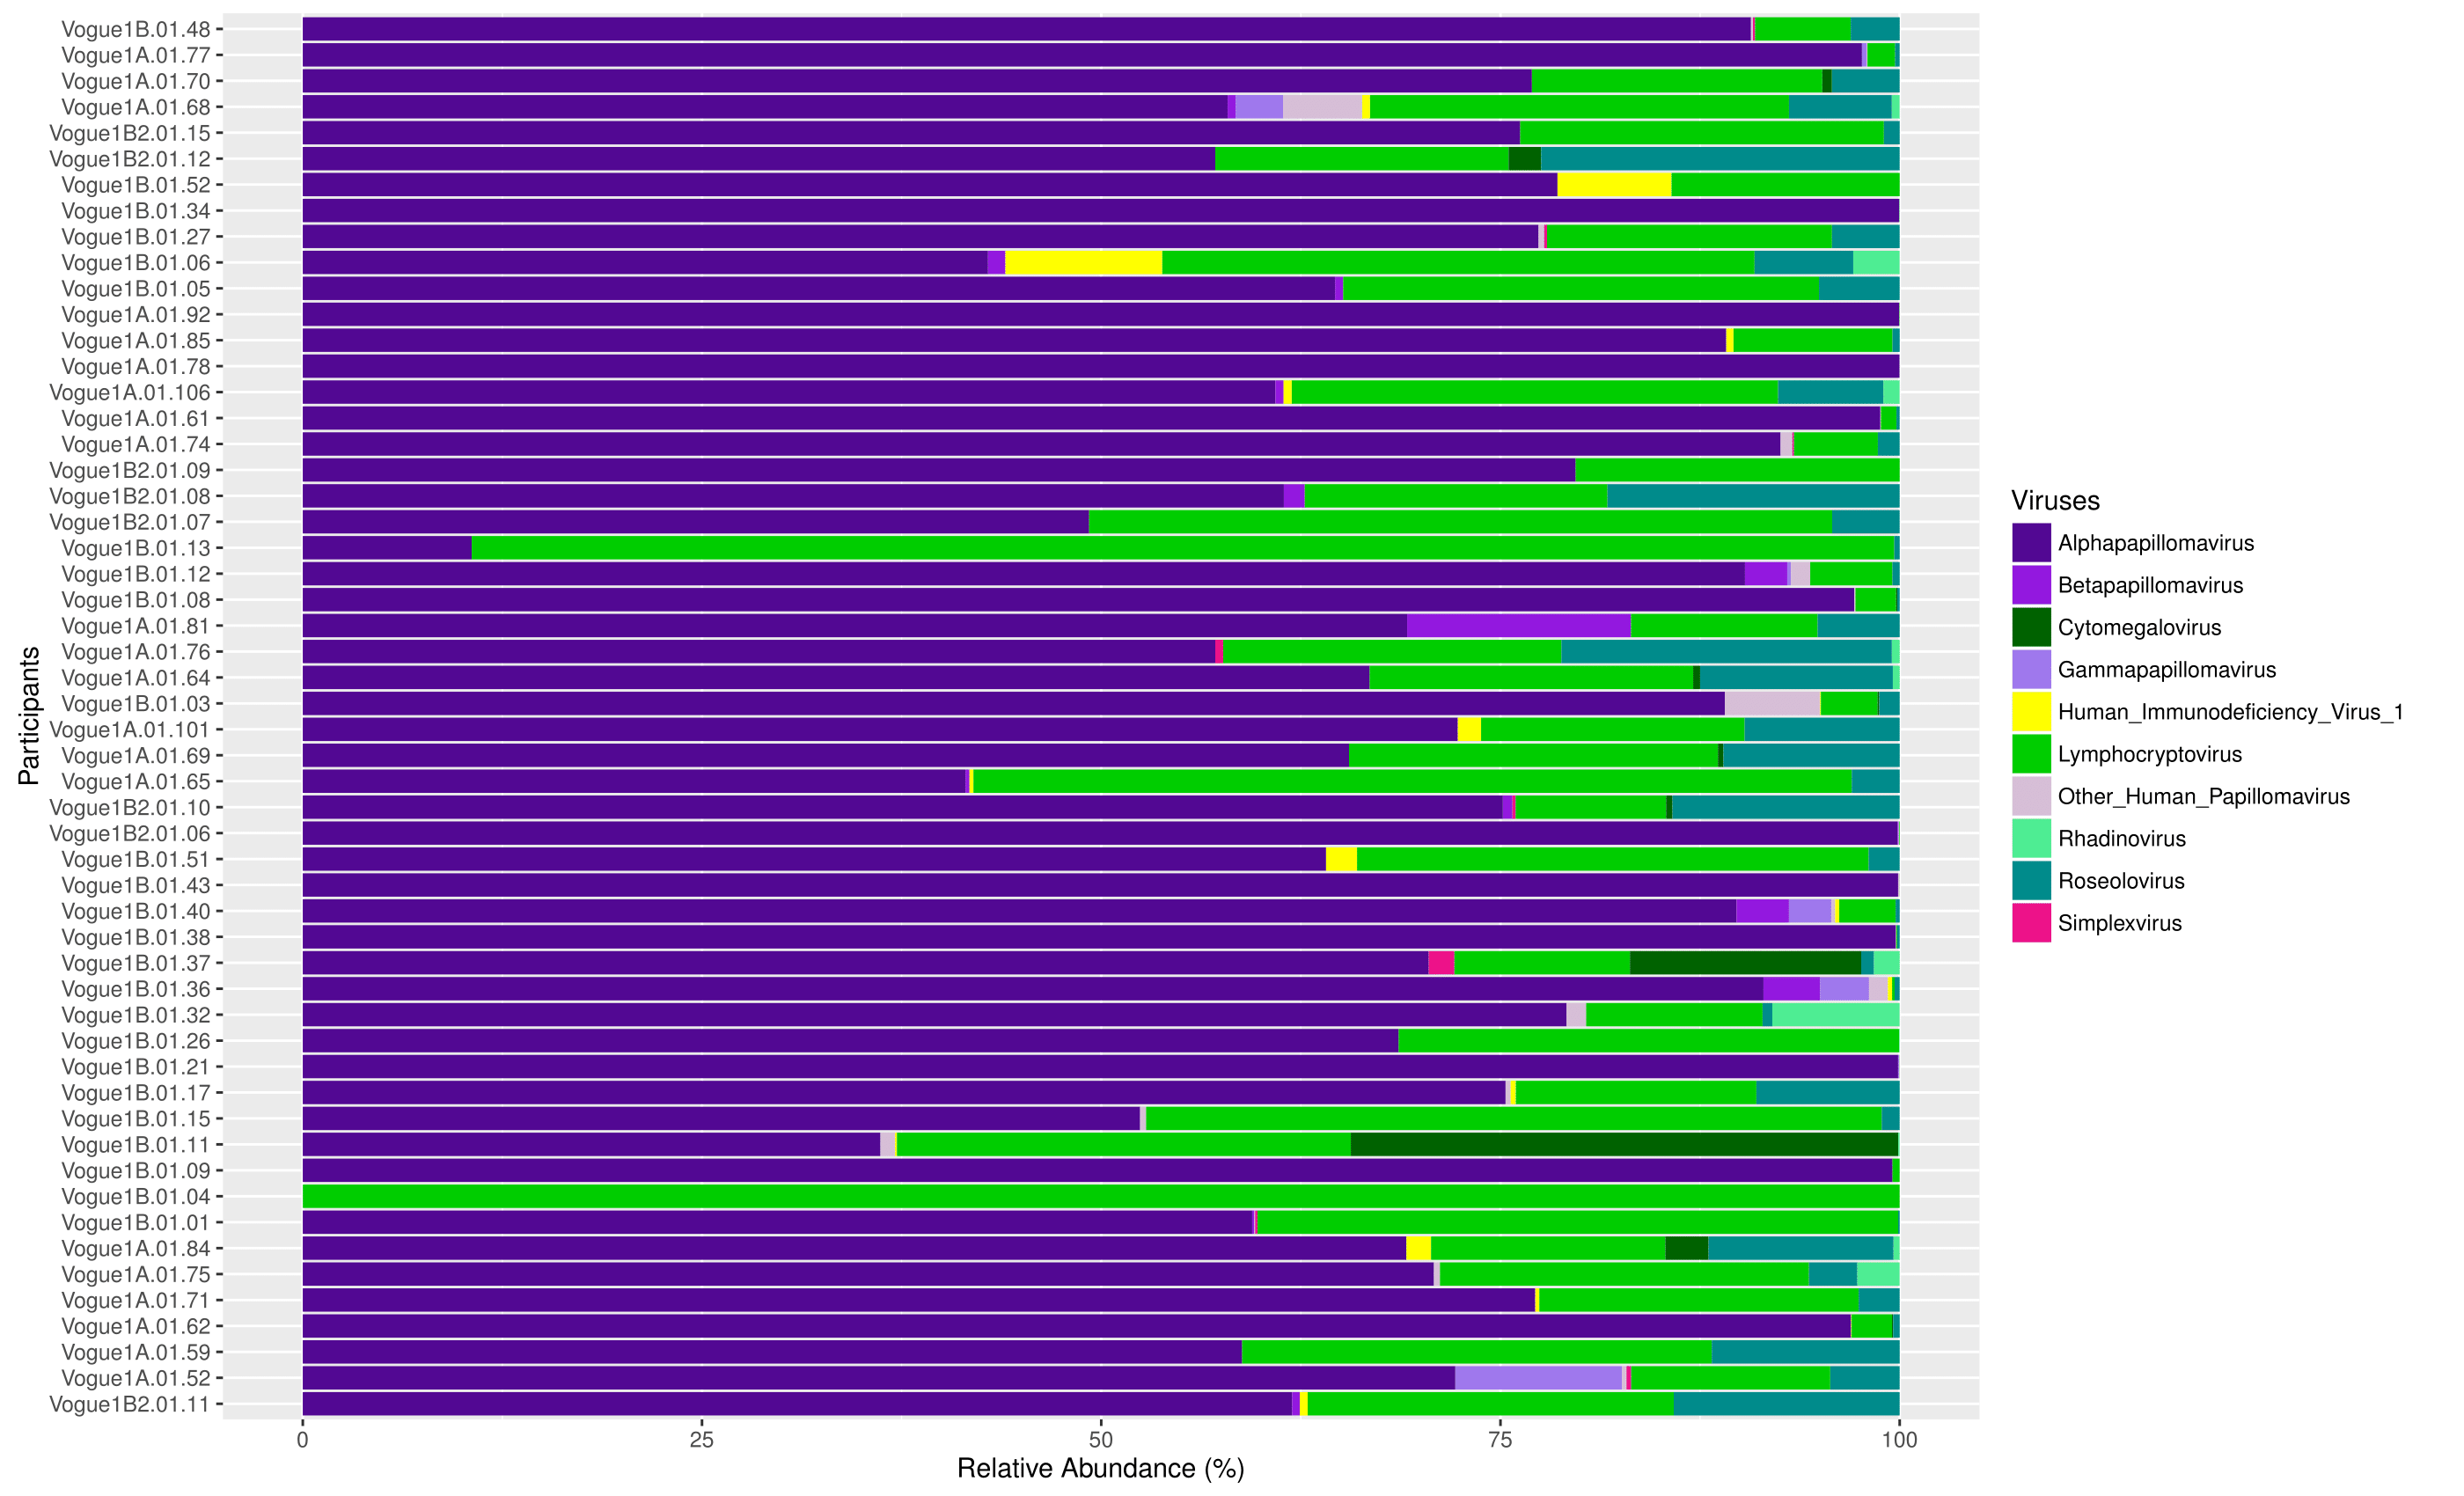 Vogue1B.01.48
Vogue1A.01.77
Vogue1A.01.70
Vogue1A.01.68
Vogue1B2.01.15
Vogue1B2.01.12
Vogue1B.01.52
Vogue1B.01.34
Vogue1B.01.27
Vogue1B.01.06
Vogue1B.01.05
Vogue1A.01.92
Vogue1A.01.85
Vogue1A.01.78
Vogue1A.01.106
Vogue1A.01.61
Vogue1A.01.74
Vogue1B2.01.09
Vogue1B2.01.08
Vogue1B2.01.07
Vogue1B.01.13
Vogue1B.01.12
Vogue1B.01.08
Vogue1A.01.81
Vogue1A.01.76
Vogue1A.01.64
Vogue1B.01.03
Vogue1A.01.101
Vogue1A.01.69
Vogue1A.01.65
Vogue1B2.01.10
Vogue1B2.01.06
Vogue1B.01.51
Vogue1B.01.43
Vogue1B.01.40
Vogue1B.01.38
Vogue1B.01.37
Vogue1B.01.36
Vogue1B.01.32
Vogue1B.01.26
Vogue1B.01.21
Vogue1B.01.17
Vogue1B.01.15
Vogue1B.01.11
Vogue1B.01.09
Vogue1B.01.04
Vogue1B.01.01
Vogue1A.01.84
Vogue1A.01.75
Vogue1A.01.71
Vogue1A.01.62
Vogue1A.01.59
Vogue1A.01.52
Vogue1B2.01.11
Participants
0 25 50 75 100
Relative Abundance (%)
Viruses
Alphapapillomavirus
Betapapillomavirus
Cytomegalovirus
Gammapapillomavirus
Human_Immunodeficiency_Virus_1
Lymphocryptovirus
Other_Human_Papillomavirus
Rhadinovirus
Roseolovirus
Simplexvirus